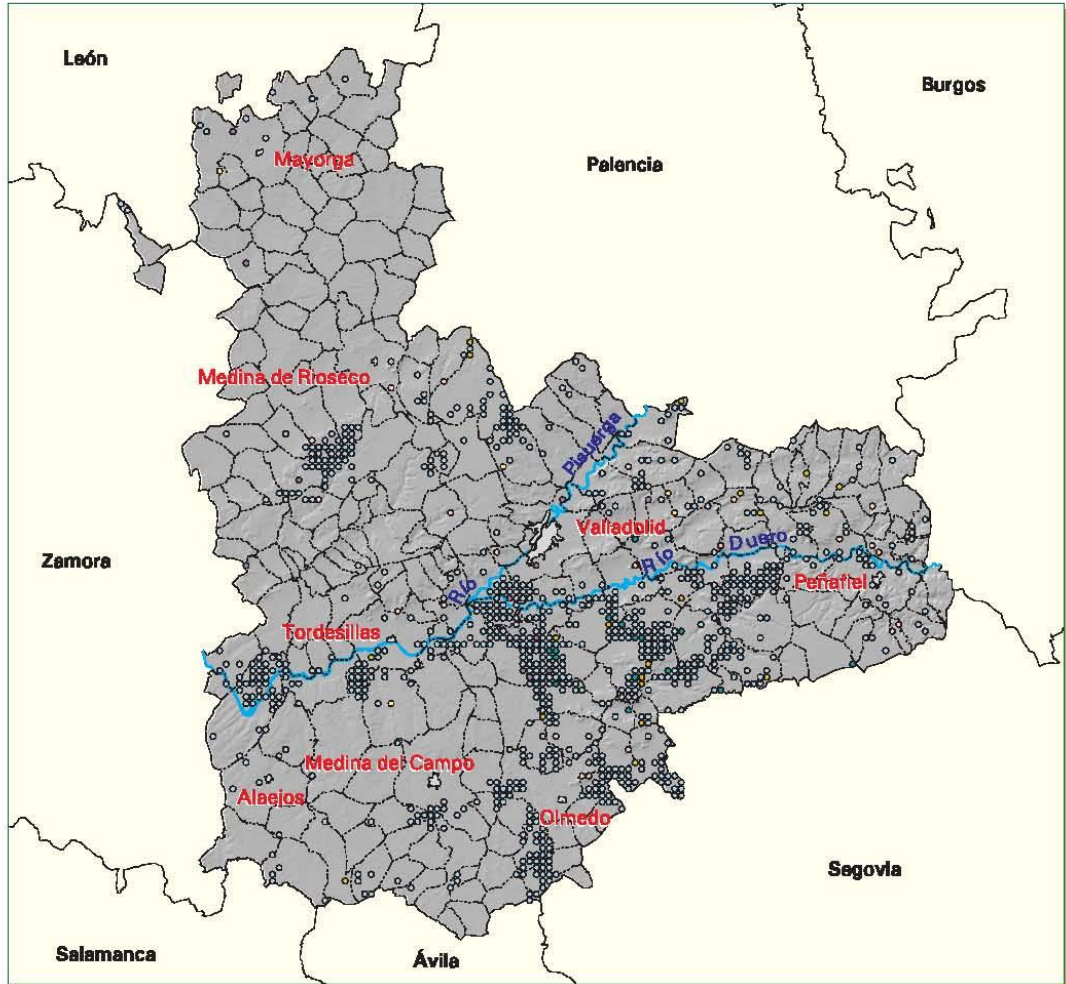 León
Burgos
Mayorga
Palencia
Medina de Rioseco
Pisuerga
Valladolid
Zamora
Duero
Río
Peñafiel
Río
Tordesillas
Medina del Campo
Alaejos
Olmedo
Segovia
Salamanca
Ávila